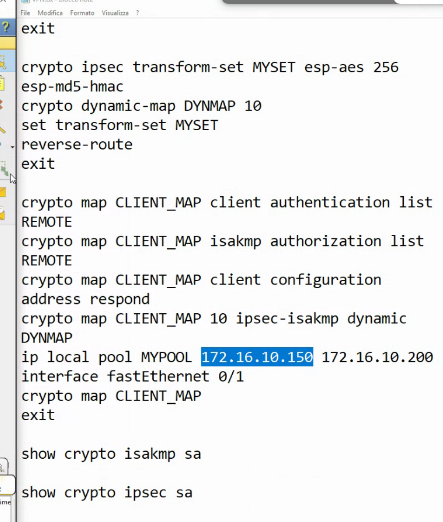 File Modifica Formato Visualizza ?
exit
crypto ipsec transform-set MYSET esp-aes 256
esp-md5-hmac
crypto dynamic-map DYNMAP 10
set transform-set MYSET
reverse-route
exit
crypto map CLIENT_MAP client authentication list
REMOTE
crypto map CLIENT_MAP isakmp authorization list
REMOTE
crypto map CLIENT_MAP client configuration
address respond
crypto map CLIENT_MAP 10 ipsec-isakmp dynamic
DYNMAP
ip local pool MYPOOL 172.16.10.150 172.16.10.200
interface fastEthernet 0/1
crypto map CLIENT_MAP
exit
show crypto isakmp sa
show crypto ipsec sa